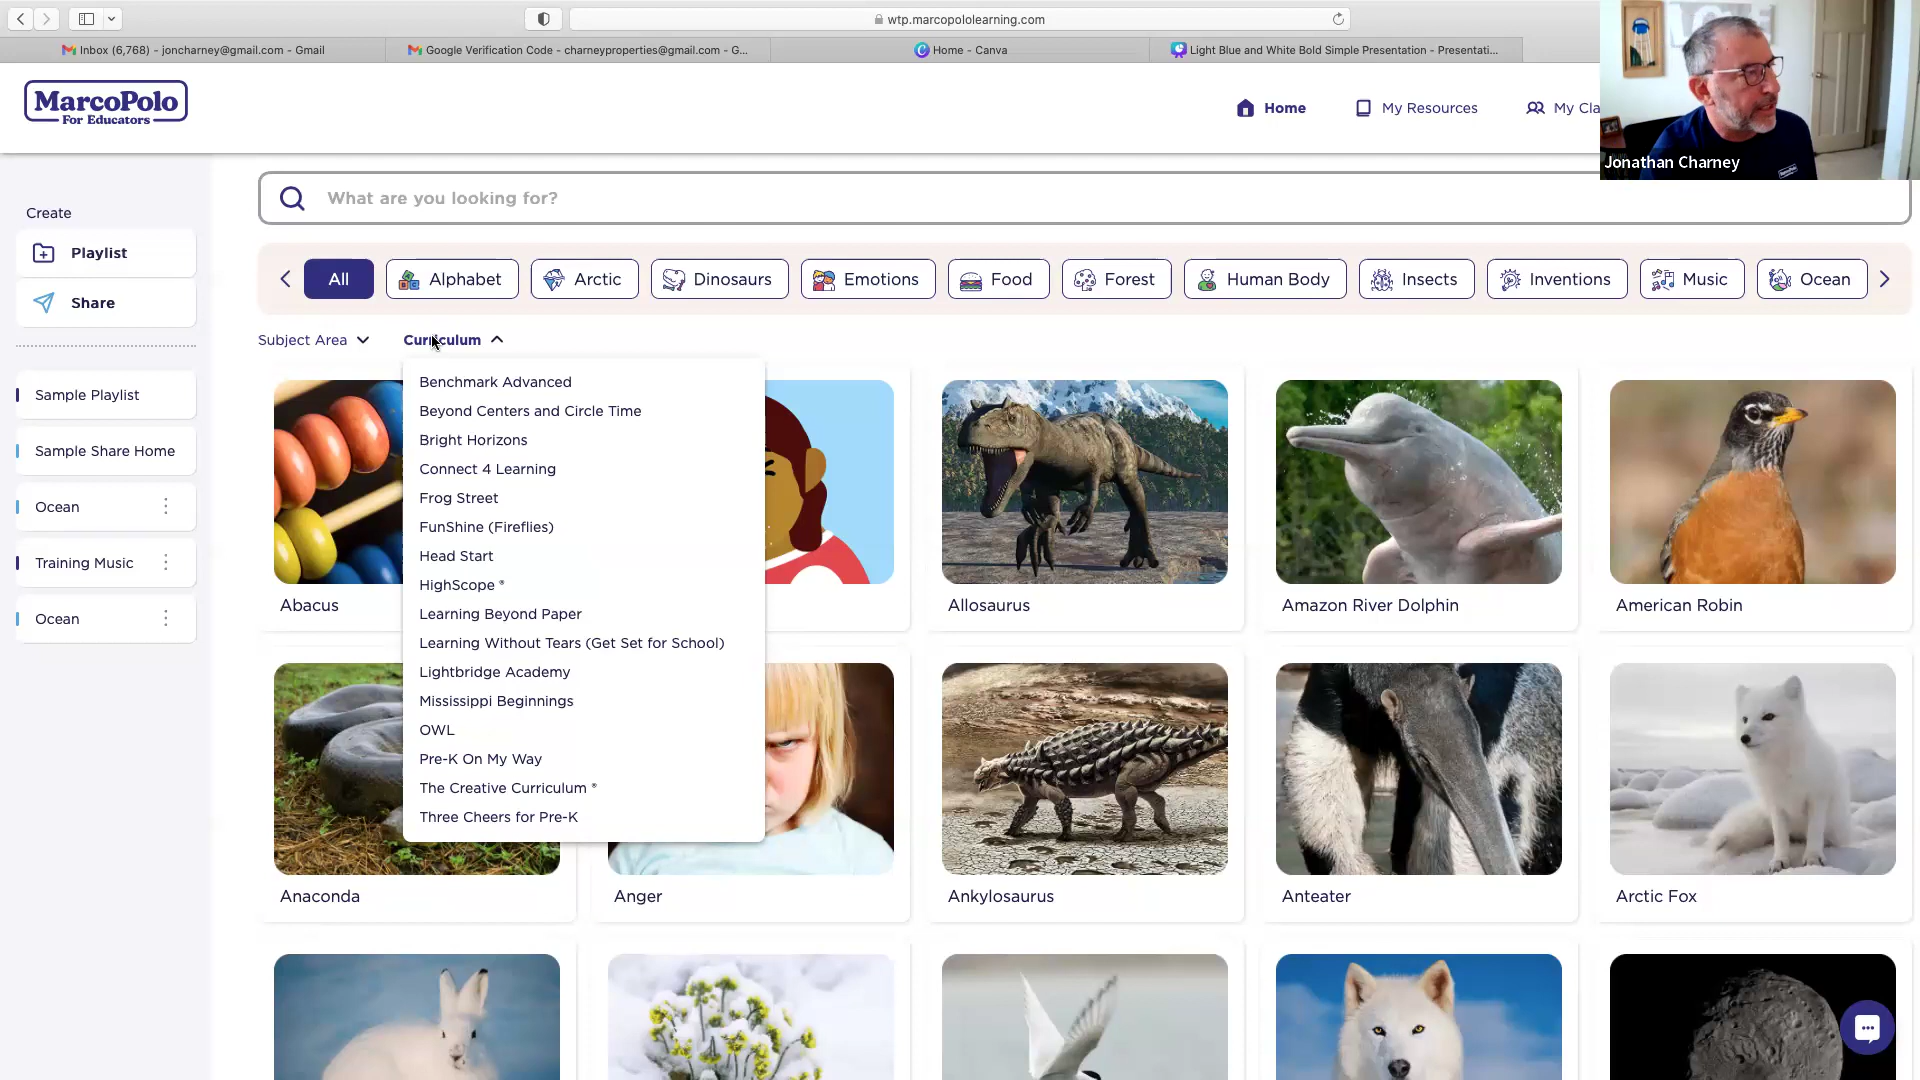 wtp.marcopololearning.com
Inbox (6,768) - joncharney@gmail.com - Gmail
Google Verification Code - charneyproperties@gmail.com - G...
Home - Canva
Light Blue and White Bold Simple Presentation - Presentati...
MarcoPolo
For Educators
Home
My Resources
My Cla
Jonathan Charney
What are you looking for?
Create
Playlist
Share
Sample Playlist
Sample Share Home
Ocean
Training Music
Ocean
All
Alphabet
Arctic
Dinosaurs
Emotions
Food
Forest
Human Body
Insects
Inventions
Music
Ocean
Subject Area
Curriculum
Benchmark Advanced
Beyond Centers and Circle Time
Bright Horizons
Connect 4 Learning
Frog Street
FunShine (Fireflies)
Head Start
HighScope ®
Learning Beyond Paper
Learning Without Tears (Get Set for School)
Lightbridge Academy
Mississippi Beginnings
OWL
Pre-K On My Way
The Creative Curriculum ®
Three Cheers for Pre-K
Abacus
Allosaurus
Amazon River Dolphin
American Robin
Anaconda
Anger
Ankylosaurus
Anteater
Arctic Fox